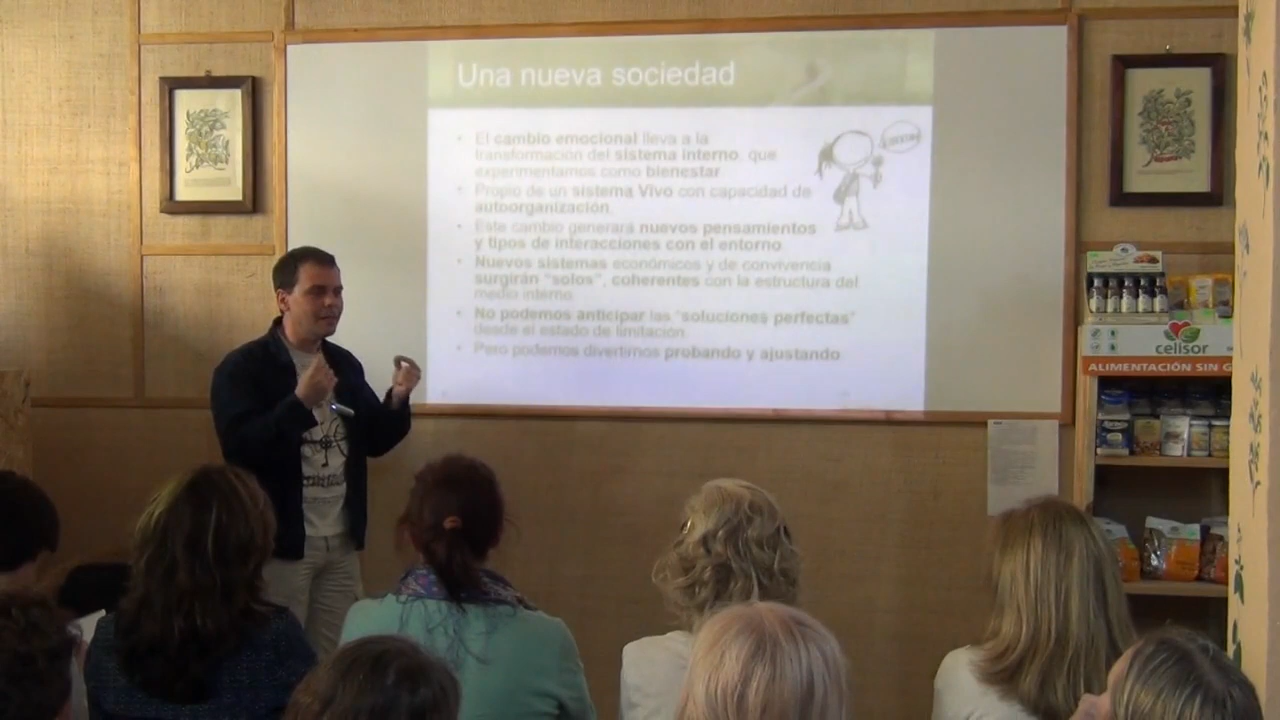 Una nueva sociedad
• El cambio emocional lleva a la
transformación del sistema interno, que
experimentamos como bienestar
• Propio de un sistema Vivo con capacidad de
autoorganización.
• Este cambio generará nuevos pensamientos
y tipos de interacciones con el entorno.
• Nuevos sistemas económicos y de convivencia
surgirán "solos", coherentes con la estructura del
medio interno.
• No podemos anticipar las "soluciones perfectas"
desde el estado de limitación.
• Pero podemos divertirnos probando y ajustando.
celisor
ALIMENTACIÓN SIN G